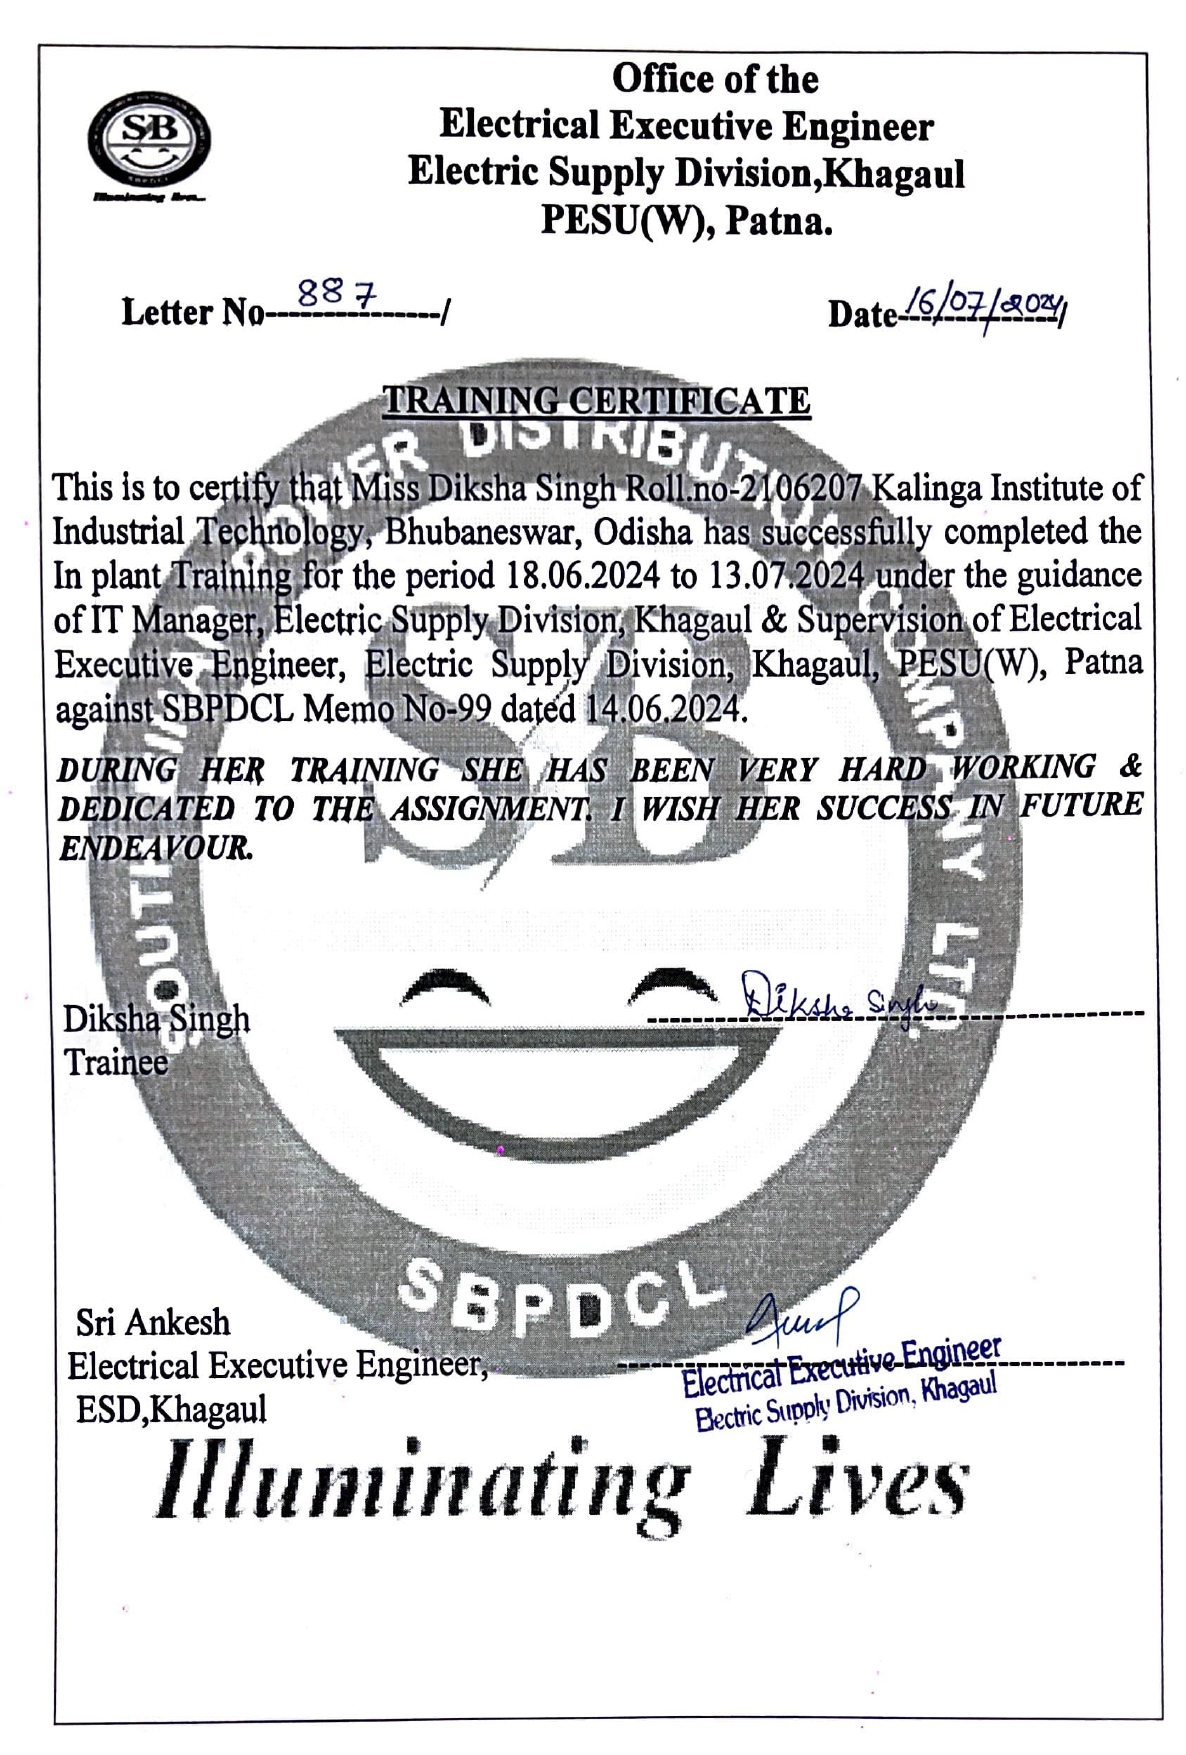 SB
Illuminating lives...
Office of the
Electrical Executive Engineer
Electric Supply Division,Khagaul
PESU(W), Patna.
Letter No-887-/
Date-16/07/2024/
TRAINING CERTIFICATE
This is to certify that Miss Diksha Singh Roll.no-2106207 Kalinga Institute of
Industrial Technology, Bhubaneswar, Odisha has successfully completed the
In plant Training for the period 18.06.2024 to 13.07.2024 under the guidance
of IT Manager, Electric Supply Division, Khagaul & Supervision of Electrical
Executive Engineer, Electric Supply Division, Khagaul, PESU(W), Patna
against SBPDCL Memo No-99 dated 14.06.2024.
DURING HER TRAINING SHE HAS BEEN VERY HARD WORKING &
DEDICATED TO THE ASSIGNMENT. I WISH HER SUCCESS IN FUTURE
ENDEAVOUR.
SOUTH BIHAR POWER DISTRIBUTION COMPANY LTD.
SB
Diksha Singh
Diksha Singh
Trainee
SBPDCL
Sri Ankesh
Electrical Executive Engineer,
ESD,Khagaul
Electrical Executive Engineer
Electric Supply Division, Khagaul
Illuminating Lives